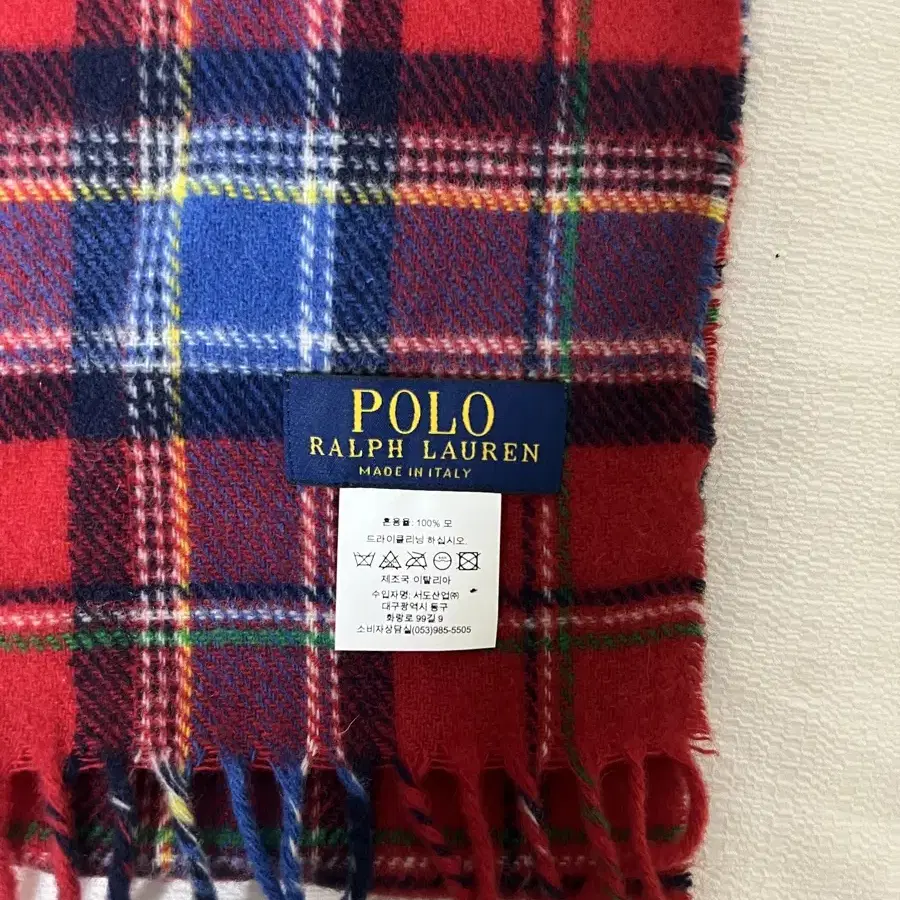 POLO
RALPH LAUREN
MADE IN ITALY
혼용율: 100% 모
드라이클리닝 하십시오.
제조국 이탈리아
수입자명: 서도산업㈜
대구광역시 동구
화랑로 99길 9
소비자상담실(053)985-5505